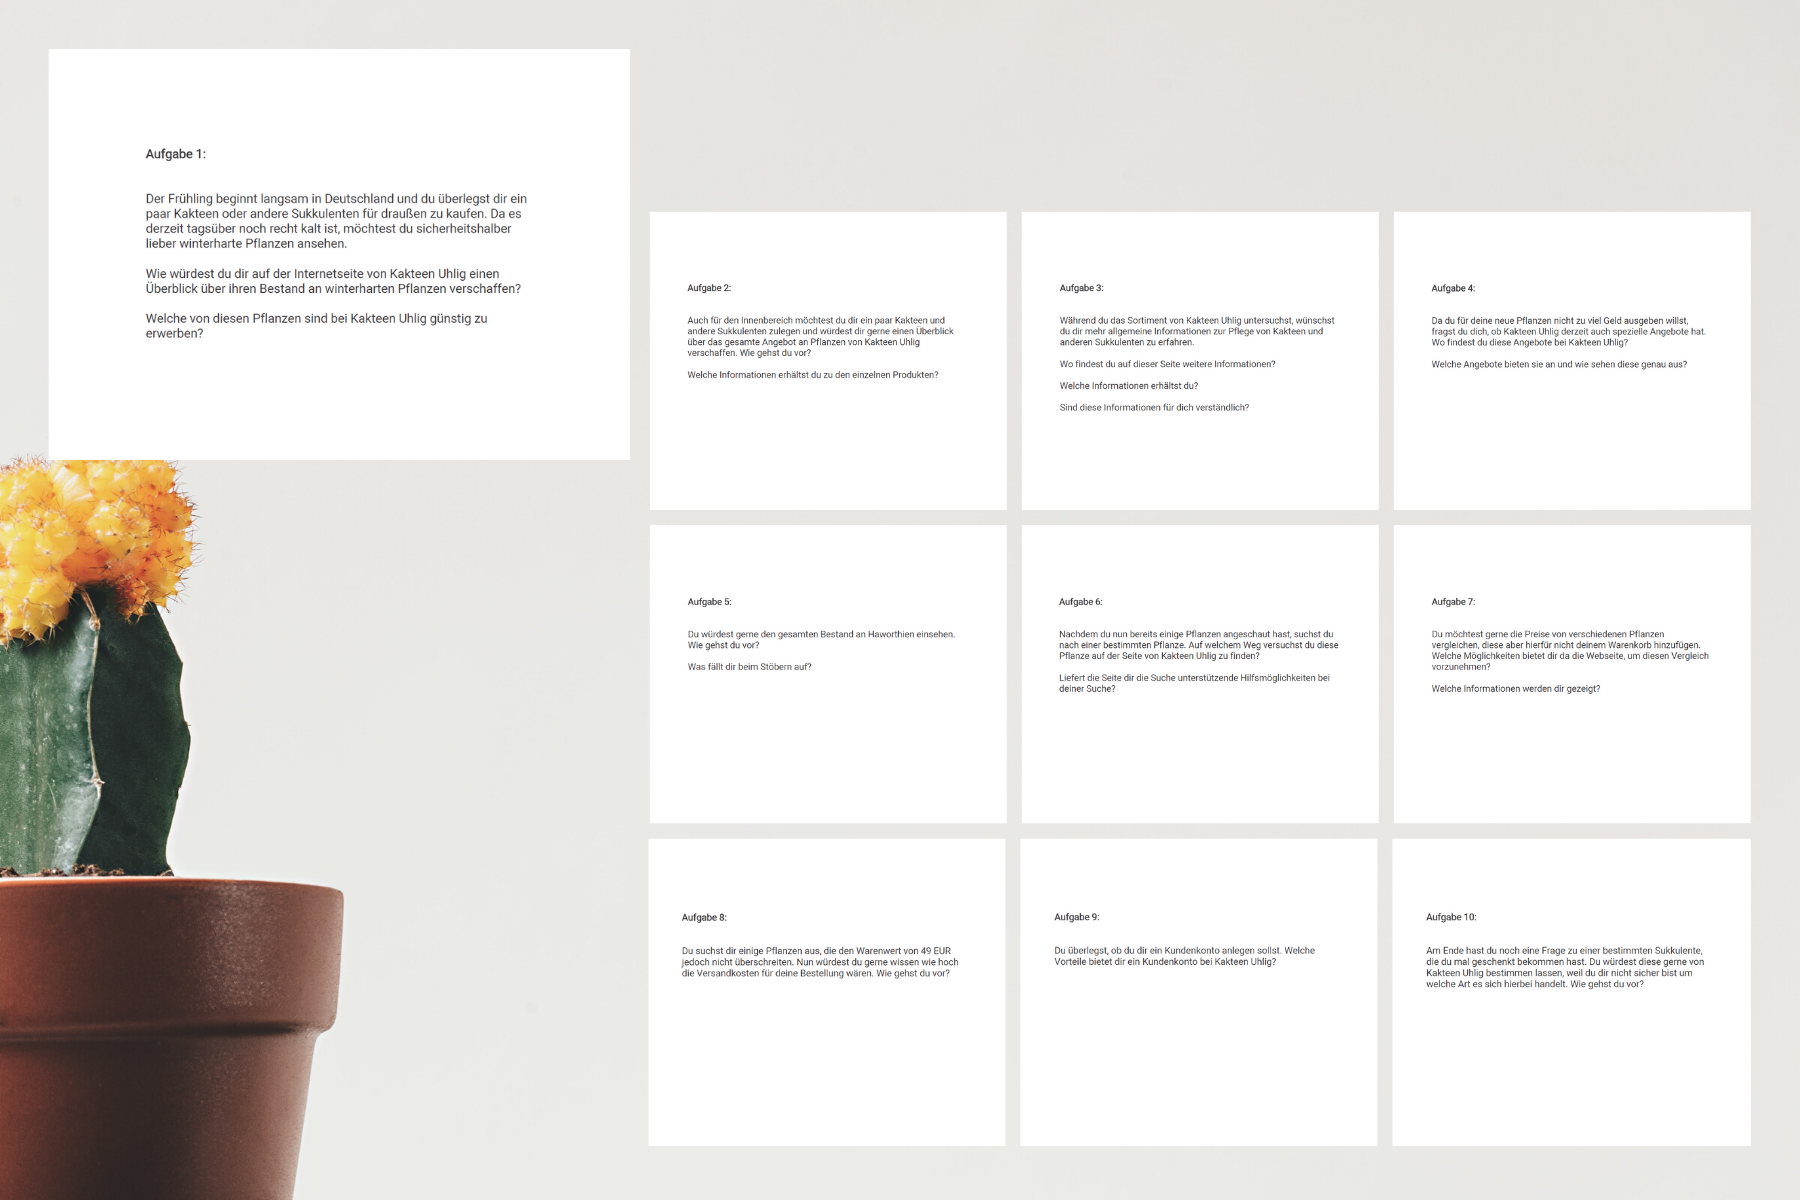 Aufgabe 1:
Der Frühling beginnt langsam in Deutschland und du überlegst dir ein
paar Kakteen oder andere Sukkulenten für draußen zu kaufen. Da es
derzeit tagsüber noch recht kalt ist, möchtest du sicherheitshalber
lieber winterharte Pflanzen ansehen.
Wie würdest du dir auf der Internetseite von Kakteen Uhlig einen
Überblick über ihren Bestand an winterharten Pflanzen verschaffen?
Welche von diesen Pflanzen sind bei Kakteen Uhlig günstig zu
erwerben?
Aufgabe 2:
Auch für den Innenbereich möchtest du dir ein paar Kakteen und
andere Sukkulenten zulegen und würdest dir gerne einen Überblick
über das gesamte Angebot an Pflanzen von Kakteen Uhlig
verschaffen. Wie gehst du vor?
Welche Informationen erhältst du zu den einzelnen Produkten?
Aufgabe 3:
Während du das Sortiment von Kakteen Uhlig untersuchst, wünschst
du dir mehr allgemeine Informationen zur Pflege von Kakteen und
anderen Sukkulenten zu erfahren.
Wo findest du auf dieser Seite weitere Informationen?
Welche Informationen erhältst du?
Sind diese Informationen für dich verständlich?
Aufgabe 4:
Da du für deine neue Pflanzen nicht zu viel Geld ausgeben willst,
fragst du dich, ob Kakteen Uhlig derzeit auch spezielle Angebote hat.
Wo findest du diese Angebote bei Kakteen Uhlig?
Welche Angebote bieten sie an und wie sehen diese genau aus?
Aufgabe 5:
Du würdest gerne den gesamten Bestand an Haworthien einsehen.
Wie gehst du vor?
Was fällt dir beim Stöbern auf?
Aufgabe 6:
Nachdem du nun bereits einige Pflanzen angeschaut hast, suchst du
nach einer bestimmten Pflanze. Auf welchem Weg versuchst du diese
Pflanze auf der Seite von Kakteen Uhlig zu finden?
Liefert die Seite dir die Suche unterstützende Hilfsmöglichkeiten bei
deiner Suche?
Aufgabe 7:
Du möchtest gerne die Preise von verschiedenen Pflanzen
vergleichen, diese aber hierfür nicht deinem Warenkorb hinzufügen.
Welche Möglichkeiten bietet dir da die Webseite, um diesen Vergleich
vorzunehmen?
Welche Informationen werden dir gezeigt?
Aufgabe 8:
Du suchst dir einige Pflanzen aus, die den Warenwert von 49 EUR
jedoch nicht überschreiten. Nun würdest du gerne wissen wie hoch
die Versandkosten für deine Bestellung wären. Wie gehst du vor?
Aufgabe 9:
Du überlegst, ob du dir ein Kundenkonto anlegen sollst. Welche
Vorteile bietet dir ein Kundenkonto bei Kakteen Uhlig?
Aufgabe 10:
Am Ende hast du noch eine Frage zu einer bestimmten Sukkulente,
die du mal geschenkt bekommen hast. Du würdest diese gerne von
Kakteen Uhlig bestimmen lassen, weil du dir nicht sicher bist um
welche Art es sich hierbei handelt. Wie gehst du vor?